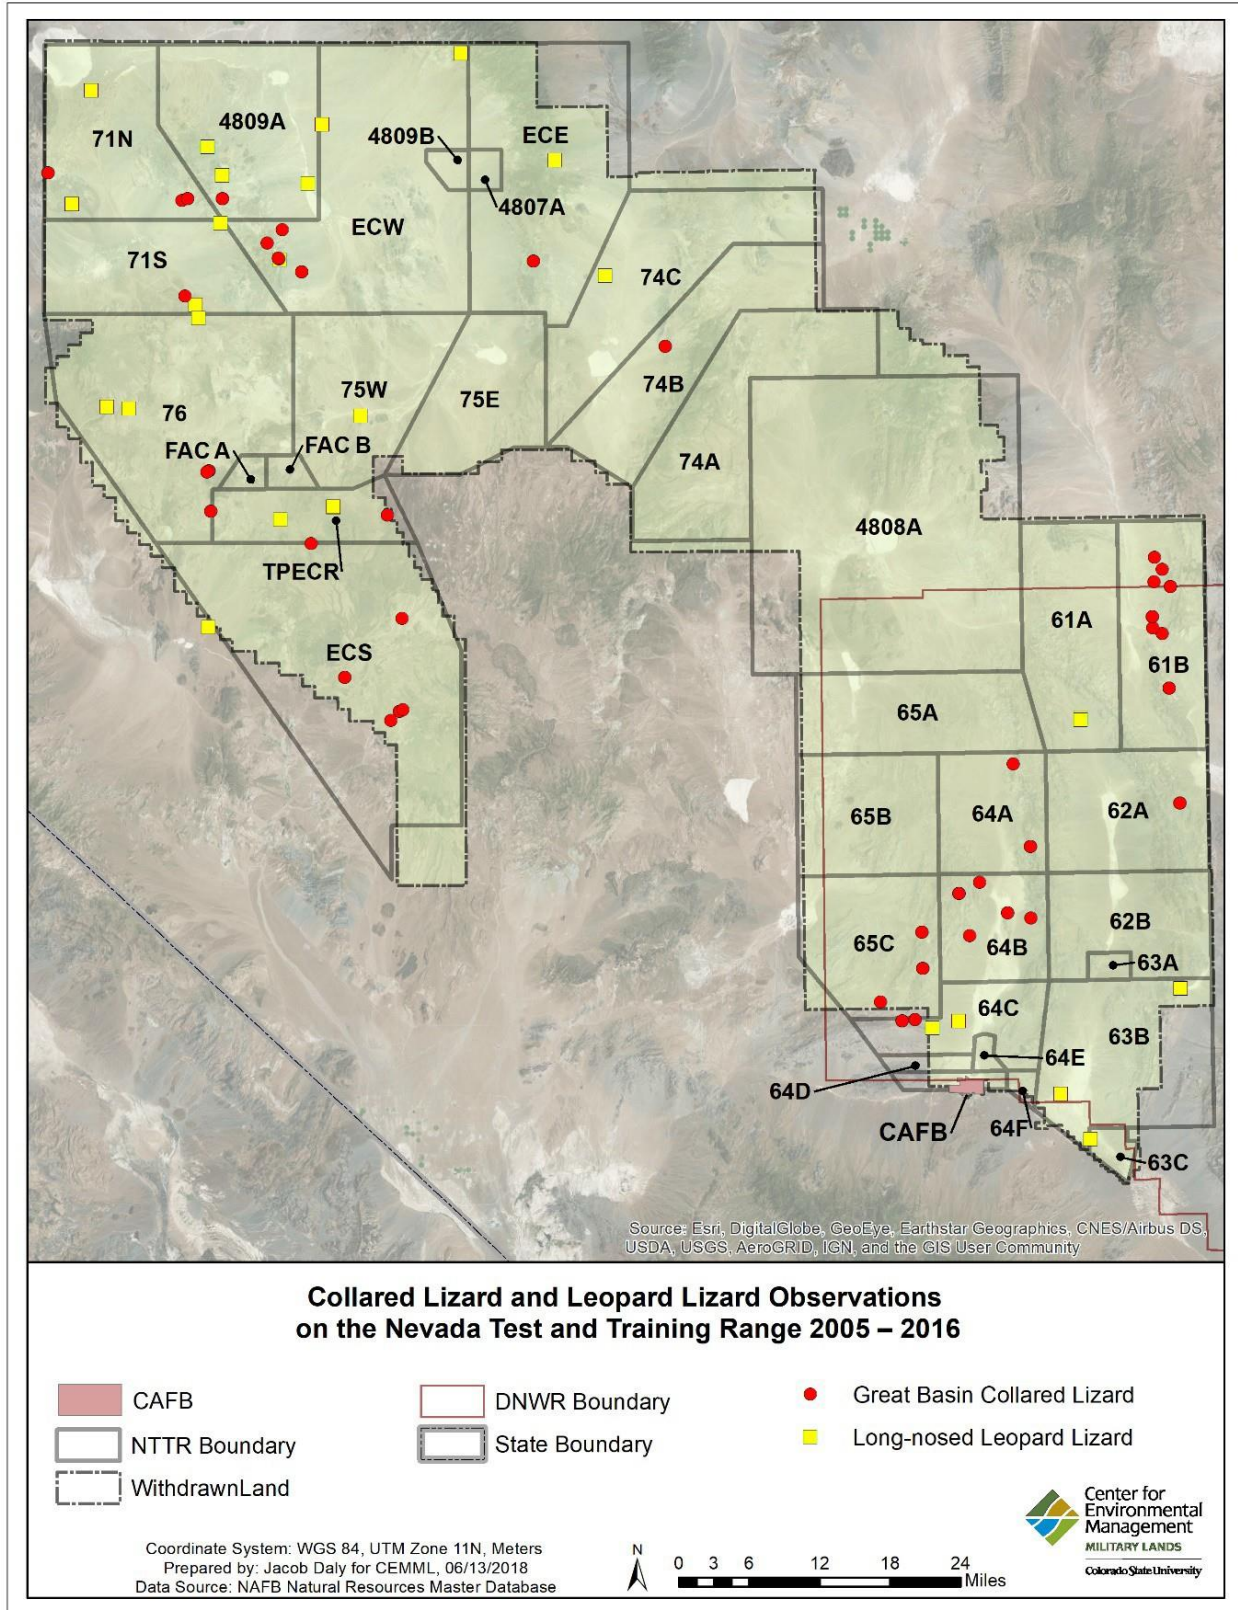 71N
4809A
4809B
ECE
4807A
ECW
71S
74C
74B
75W
75E
76
FAC A
FAC B
74A
4808A
TPECR
61A
ECS
61B
65A
65B
64A
62A
65C
64B
62B
63A
64C
63B
64E
64D
CAFB
64F
63C
Source: Esri, DigitalGlobe, GeoEye, Earthstar Geographics, CNES/Airbus DS,
USDA, USGS, AeroGRID, IGN, and the GIS User Community
Collared Lizard and Leopard Lizard Observations
on the Nevada Test and Training Range 2005 – 2016
CAFB
NTTR Boundary
WithdrawnLand
DNWR Boundary
State Boundary
Great Basin Collared Lizard
Long-nosed Leopard Lizard
Coordinate System: WGS 84, UTM Zone 11N, Meters
Prepared by: Jacob Daly for CEMML, 06/13/2018
Data Source: NAFB Natural Resources Master Database
N
0 3 6 12 18 24
Miles
Center for
Environmental
Management
MILITARY LANDS
Colorado State University